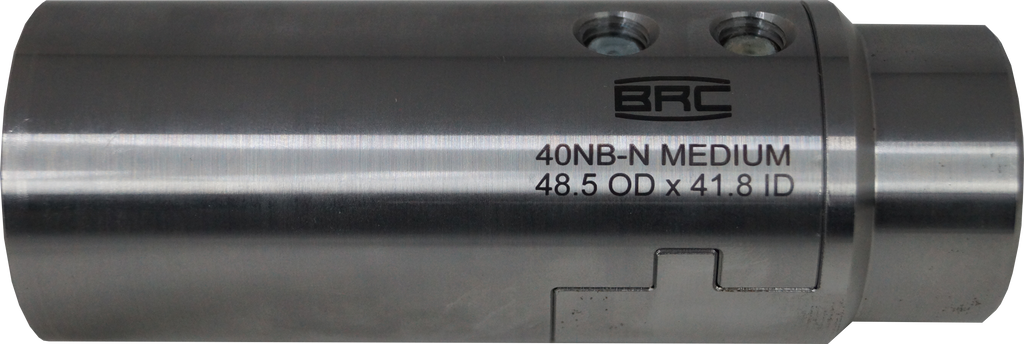 BRC
40NB-N MEDIUM
48.5 OD x 41.8 ID